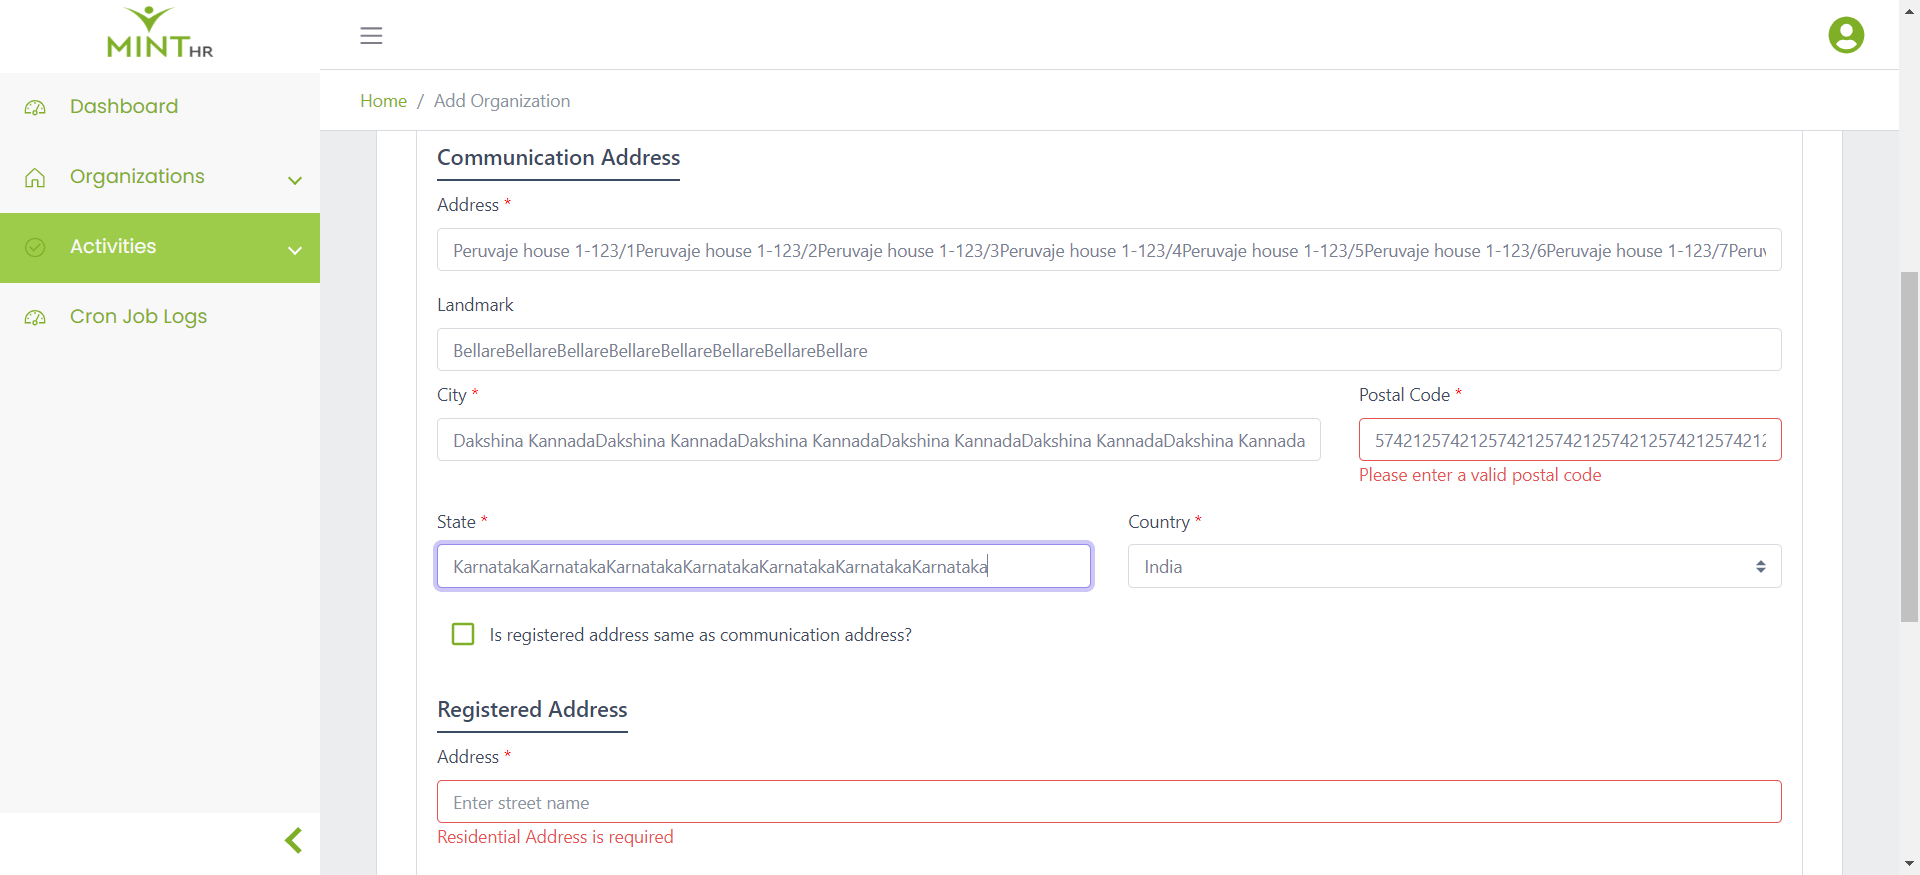 MINT HR
Dashboard
Organizations
Activities
Cron Job Logs
Home / Add Organization
Communication Address
Address *
Peruvaje house 1-123/1Peruvaje house 1-123/2Peruvaje house 1-123/3Peruvaje house 1-123/4Peruvaje house 1-123/5Peruvaje house 1-123/6Peruvaje house 1-123/7Peruv
Landmark
BellareBellareBellareBellareBellareBellareBellareBellare
City *
Dakshina KannadaDakshina KannadaDakshina KannadaDakshina KannadaDakshina KannadaDakshina Kannada
Postal Code *
574212574212574212574212574212574212574212
Please enter a valid postal code
State *
KarnatakaKarnatakaKarnatakaKarnatakaKarnatakaKarnatakaKarnataka
Country *
India
Is registered address same as communication address?
Registered Address
Address *
Enter street name
Residential Address is required